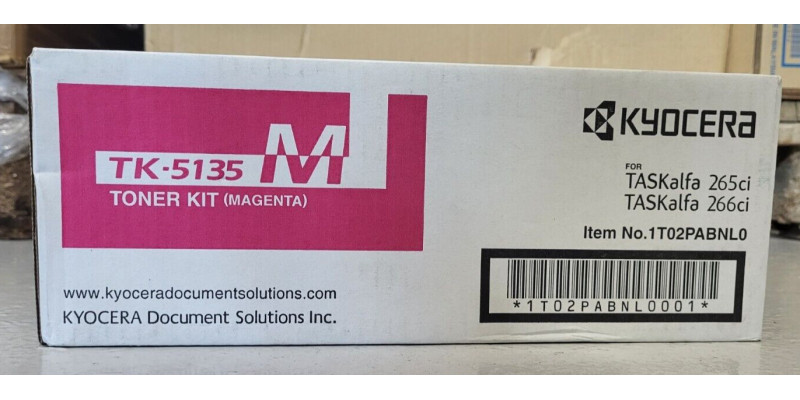 TK-5135 M
TONER KIT (MAGENTA)
www.kyoceradocumentsolutions.com
KYOCERA Document Solutions Inc.
KYOCERA
FOR
TASKalfa 265ci
TASKalfa 266ci
Item No.1T02PABNL0
*1T02PABNL0001*